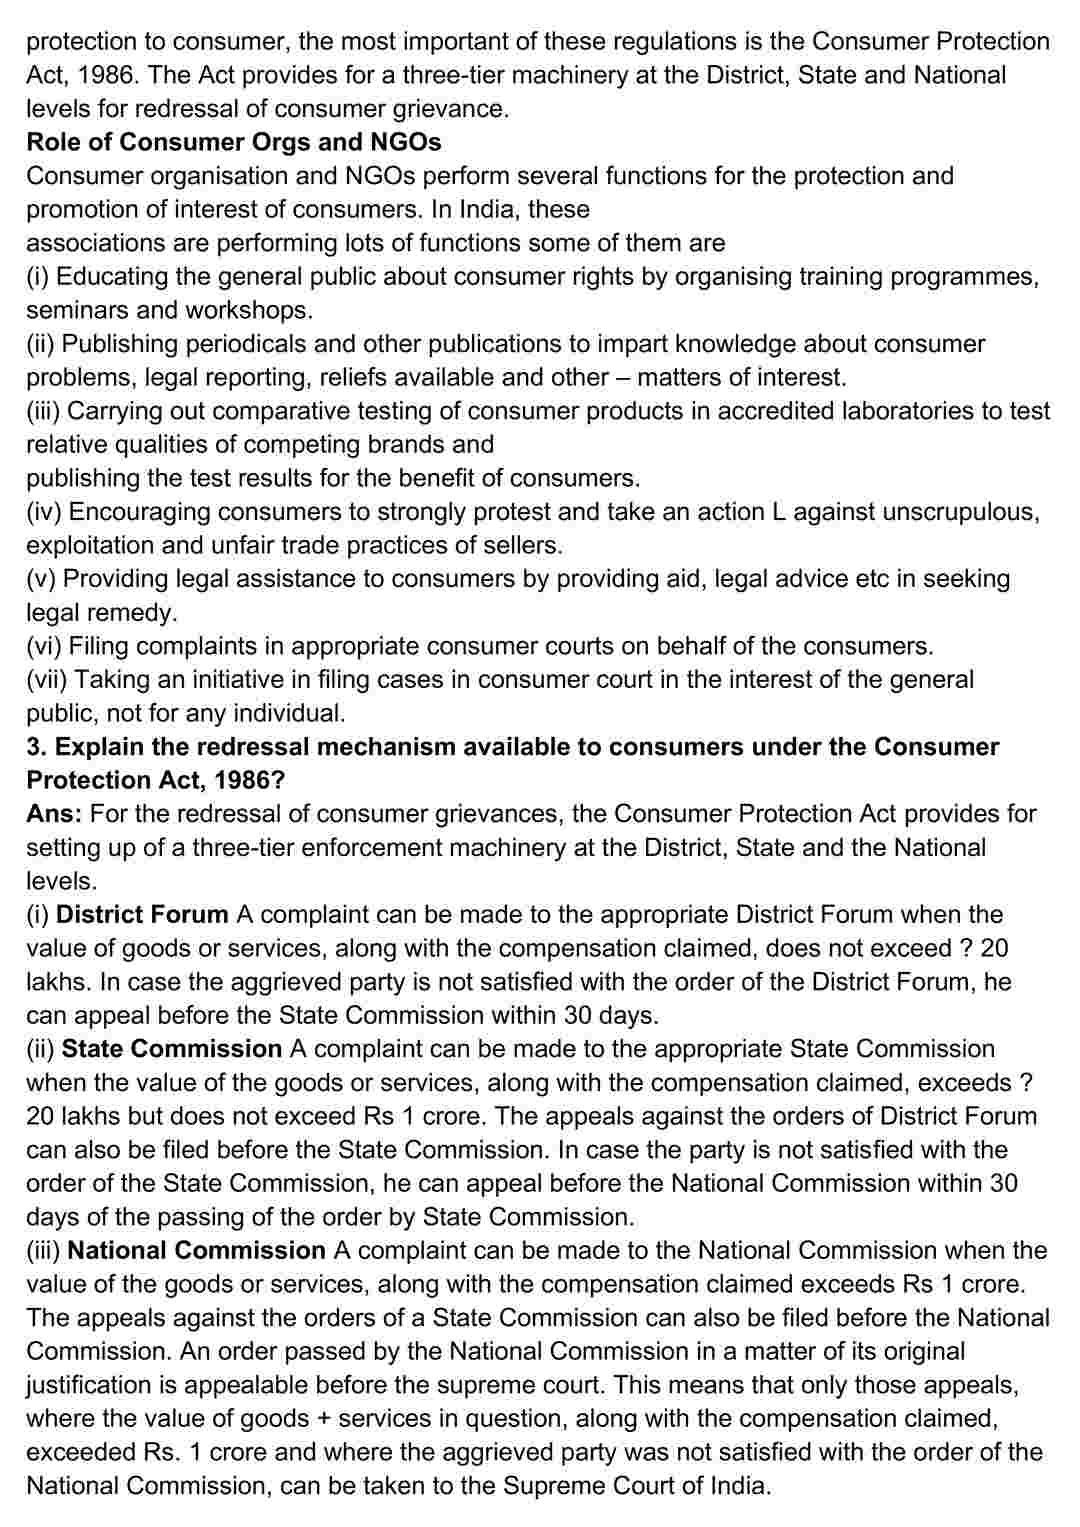 protection to consumer, the most important of these regulations is the Consumer Protection
Act, 1986. The Act provides for a three-tier machinery at the District, State and National
levels for redressal of consumer grievance.
Role of Consumer Orgs and NGOs
Consumer organisation and NGOs perform several functions for the protection and
promotion of interest of consumers. In India, these
associations are performing lots of functions some of them are
(i) Educating the general public about consumer rights by organising training programmes,
seminars and workshops.
(ii) Publishing periodicals and other publications to impart knowledge about consumer
problems, legal reporting, reliefs available and other – matters of interest.
(iii) Carrying out comparative testing of consumer products in accredited laboratories to test
relative qualities of competing brands and
publishing the test results for the benefit of consumers.
(iv) Encouraging consumers to strongly protest and take an action L against unscrupulous,
exploitation and unfair trade practices of sellers.
(v) Providing legal assistance to consumers by providing aid, legal advice etc in seeking
legal remedy.
(vi) Filing complaints in appropriate consumer courts on behalf of the consumers.
(vii) Taking an initiative in filing cases in consumer court in the interest of the general
public, not for any individual.
3. Explain the redressal mechanism available to consumers under the Consumer
Protection Act, 1986?
Ans: For the redressal of consumer grievances, the Consumer Protection Act provides for
setting up of a three-tier enforcement machinery at the District, State and the National
levels.
(i) District Forum A complaint can be made to the appropriate District Forum when the
value of goods or services, along with the compensation claimed, does not exceed ? 20
lakhs. In case the aggrieved party is not satisfied with the order of the District Forum, he
can appeal before the State Commission within 30 days.
(ii) State Commission A complaint can be made to the appropriate State Commission
when the value of the goods or services, along with the compensation claimed, exceeds ?
20 lakhs but does not exceed Rs 1 crore. The appeals against the orders of District Forum
can also be filed before the State Commission. In case the party is not satisfied with the
order of the State Commission, he can appeal before the National Commission within 30
days of the passing of the order by State Commission.
(iii) National Commission A complaint can be made to the National Commission when the
value of the goods or services, along with the compensation claimed exceeds Rs 1 crore.
The appeals against the orders of a State Commission can also be filed before the National
Commission. An order passed by the National Commission in a matter of its original
justification is appealable before the supreme court. This means that only those appeals,
where the value of goods + services in question, along with the compensation claimed,
exceeded Rs. 1 crore and where the aggrieved party was not satisfied with the order of the
National Commission, can be taken to the Supreme Court of India.